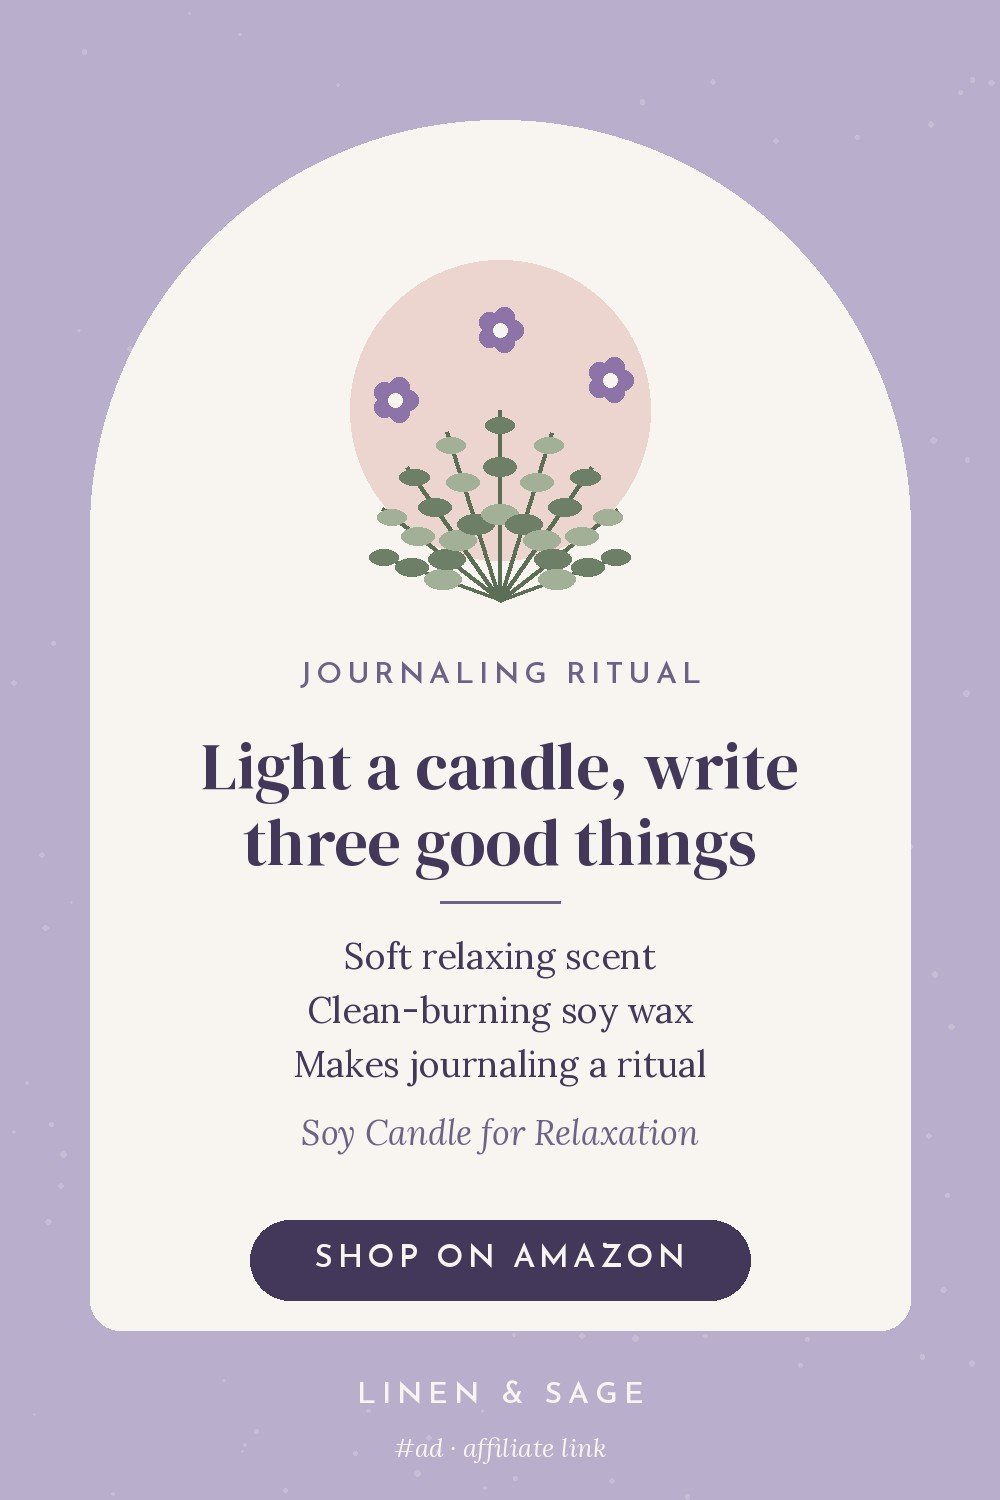 JOURNALING RITUAL
Light a candle, write
three good things
Soft relaxing scent
Clean-burning soy wax
Makes journaling a ritual
Soy Candle for Relaxation
SHOP ON AMAZON
LINEN & SAGE
#ad · affiliate link